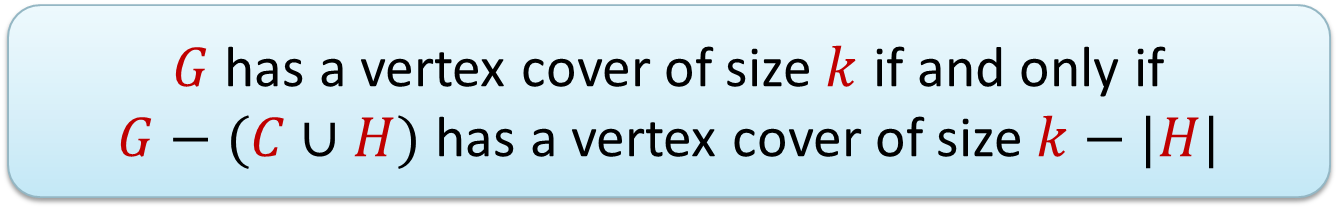 G has a vertex cover of size k if and only if
G − (C ∪ H) has a vertex cover of size k − |H|